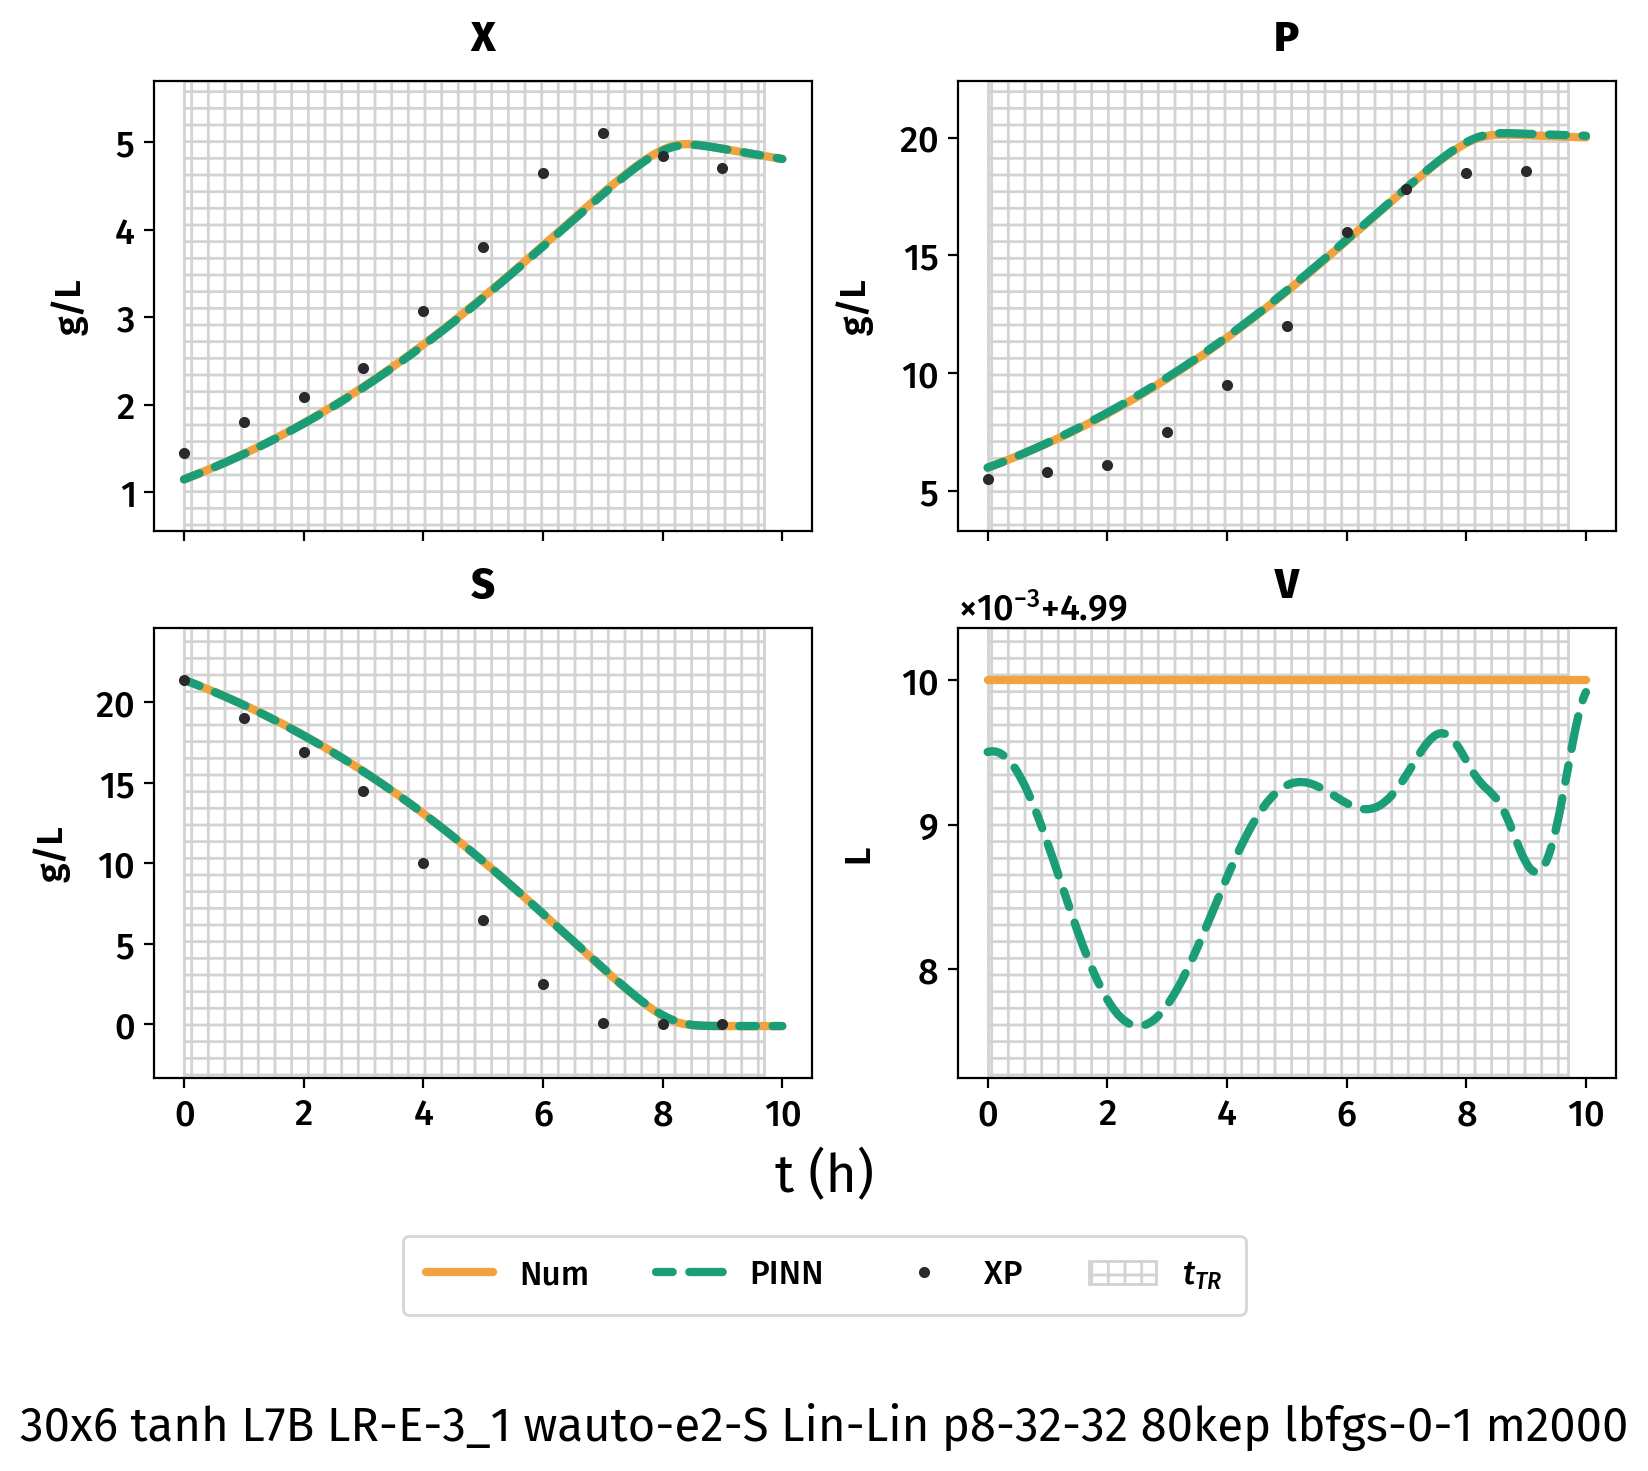 X
P
5
4
3
2
1
g/L
20
15
10
5
g/L
S
V
×10⁻³+4.99
20
15
10
5
0
g/L
10
9
8
L
0 2 4 6 8 10
0 2 4 6 8 10
t (h)
Num PINN XP t_TR
30x6 tanh L7B LR-E-3_1 wauto-e2-S Lin-Lin p8-32-32 80kep lbfgs-0-1 m2000